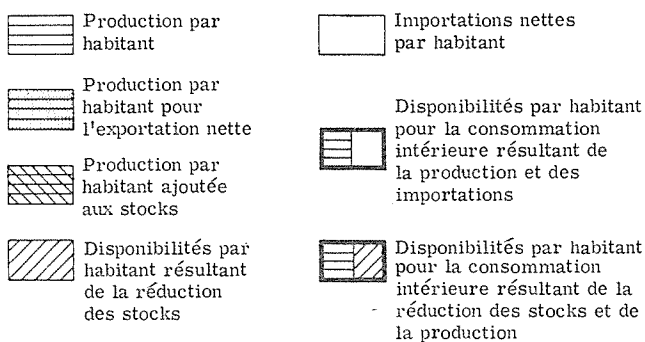 Production par
habitant
Production par
habitant pour
l'exportation nette
Production par
habitant ajoutée
aux stocks
Disponibilités par
habitant résultant
de la réduction
des stocks
Importations nettes
par habitant
Disponibilités par habitant
pour la consommation
intérieure résultant de
la production et des
importations
Disponibilités par habitant
pour la consommation
intérieure résultant de la
réduction des stocks et de
la production